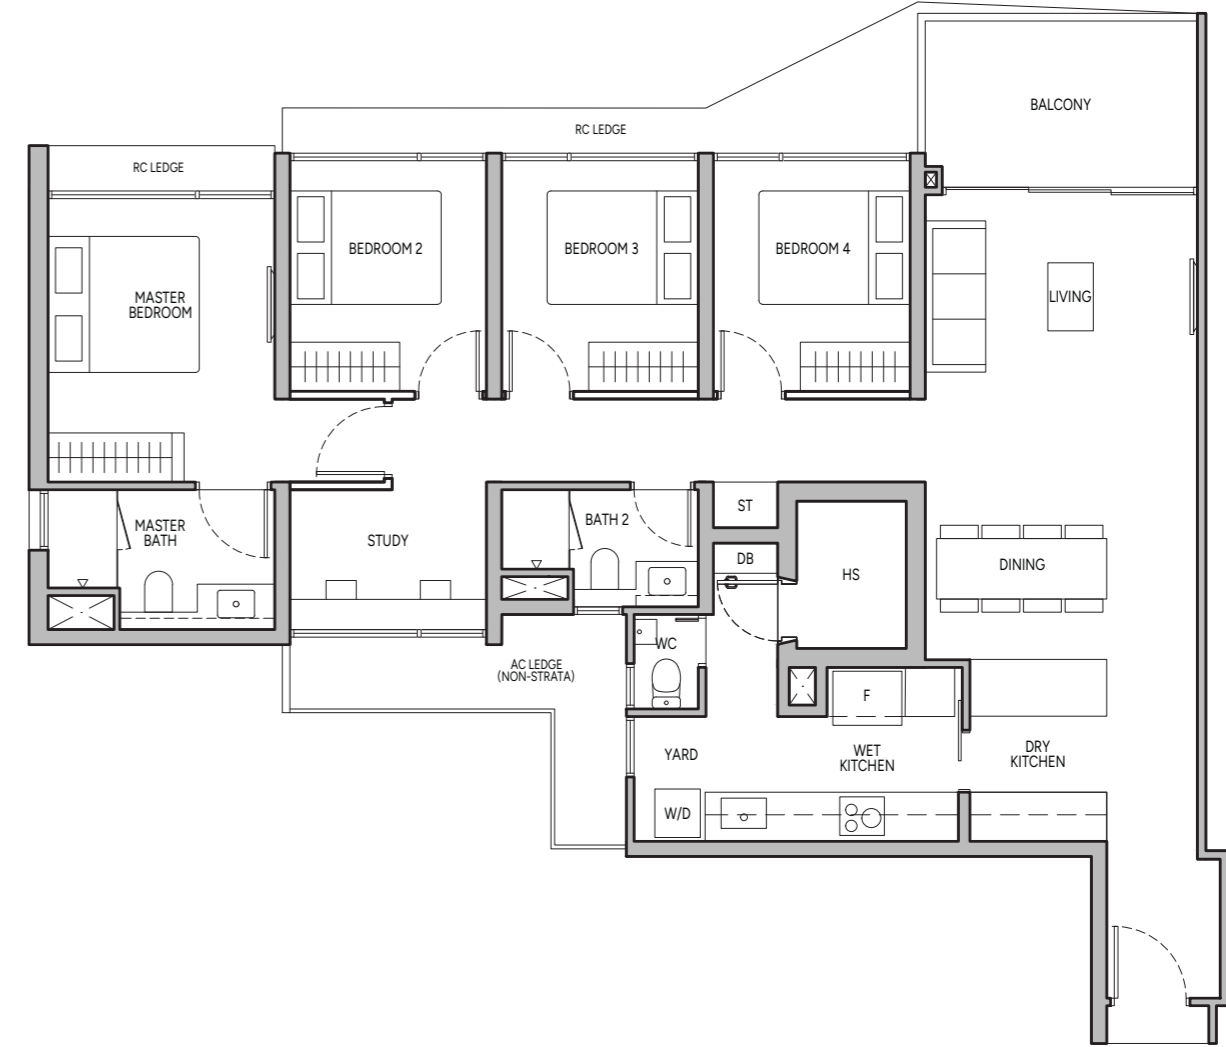 BALCONY
RC LEDGE
RC LEDGE
BEDROOM 2
BEDROOM 3
BEDROOM 4
MASTER
BEDROOM
LIVING
ST
BATH 2
MASTER
BATH
STUDY
DB
HS
DINING
WC
AC LEDGE
(NON-STRATA)
F
YARD
WET
KITCHEN
DRY
KITCHEN
W/D